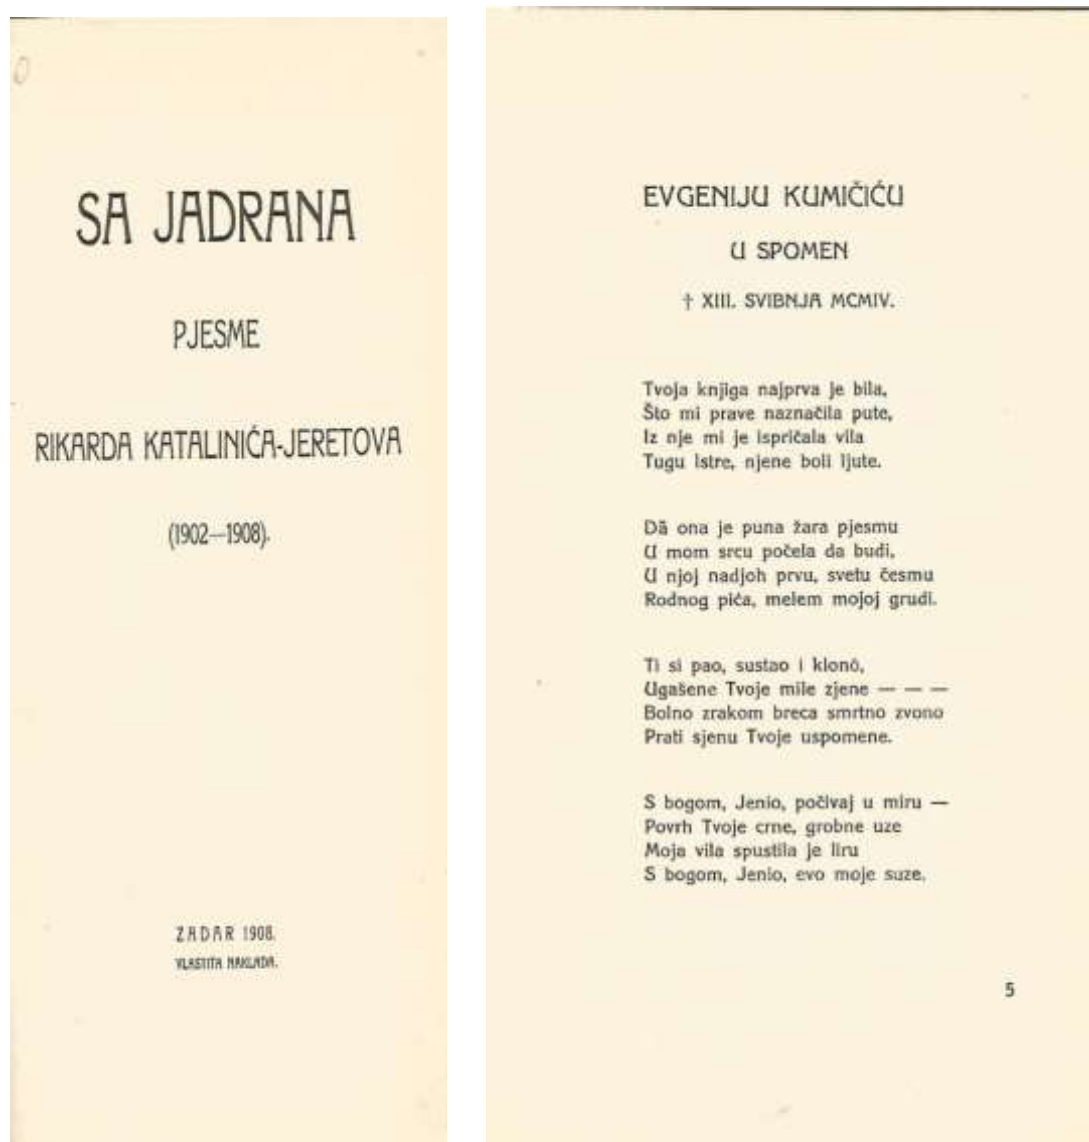 SA JADRANA
PJESME
RIKARDA KATALINIĆA-JERETOVA
(1902—1908).
ZADAR 1908.
VLASTITA NAKLADA.
EVGENIJU KUMIČIĆU
U SPOMEN
† XIII. SVIBNJA MCMIV.
Tvoja knjiga najprva je bila,
Što mi prave naznačila pute,
Iz nje mi je ispričala vila
Tugu Istre, njene boli ljute.
Dâ ona je puna žara pjesmu
U mom srcu počela da budi,
U njoj nadjoh prvu, svetu česmu
Rodnog pića, melem mojoj grudi.
Ti si pao, sustao i klonô,
Ugašene Tvoje mile zjene — — —
Bolno zrakom breca smrtno zvono
Prati sjenu Tvoje uspomene.
S bogom, Jenio, počivaj u miru —
Povrh Tvoje crne, grobne uze
Moja vila spustila je liru
S bogom, Jenio, evo moje suze.
5